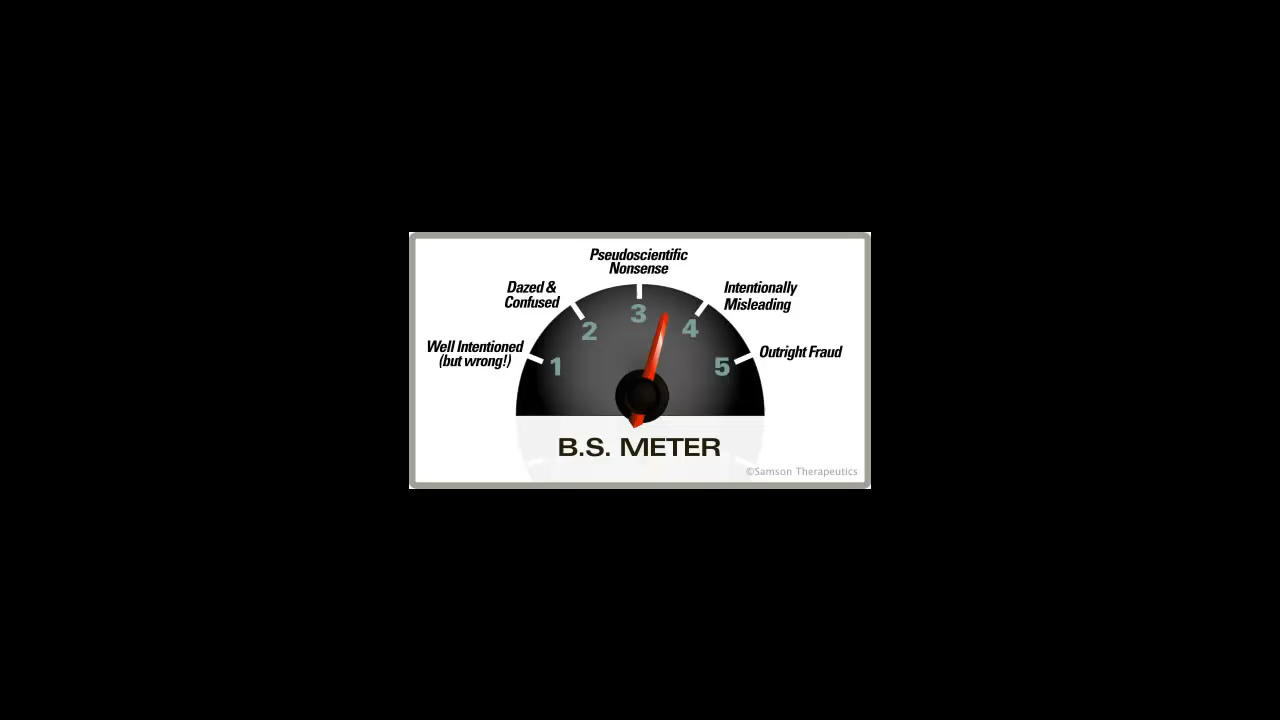 Pseudoscientific
Nonsense
Dazed &
Confused
Intentionally
Misleading
Well Intentioned
(but wrong!)
Outright Fraud
1
2
3
4
5
B.S. METER
©Samson Therapeutics